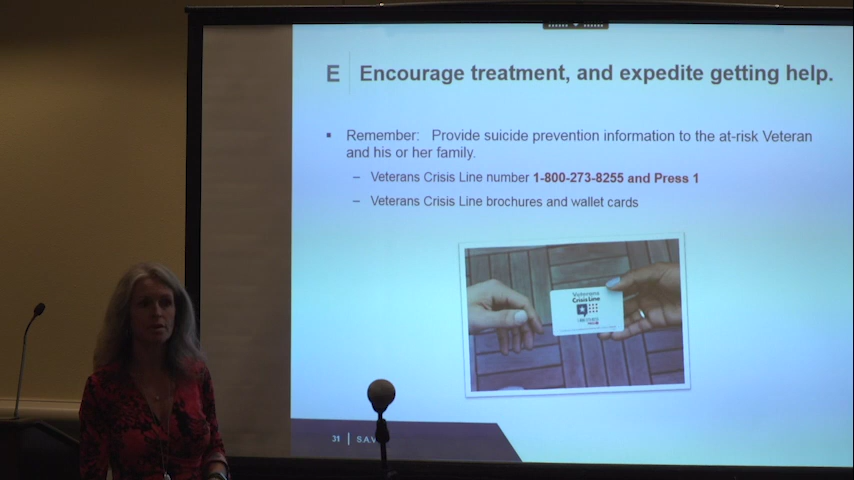 E Encourage treatment, and expedite getting help.
▪ Remember: Provide suicide prevention information to the at-risk Veteran
and his or her family.
– Veterans Crisis Line number 1-800-273-8255 and Press 1
– Veterans Crisis Line brochures and wallet cards
Veterans
Crisis Line
31 | S.A.V